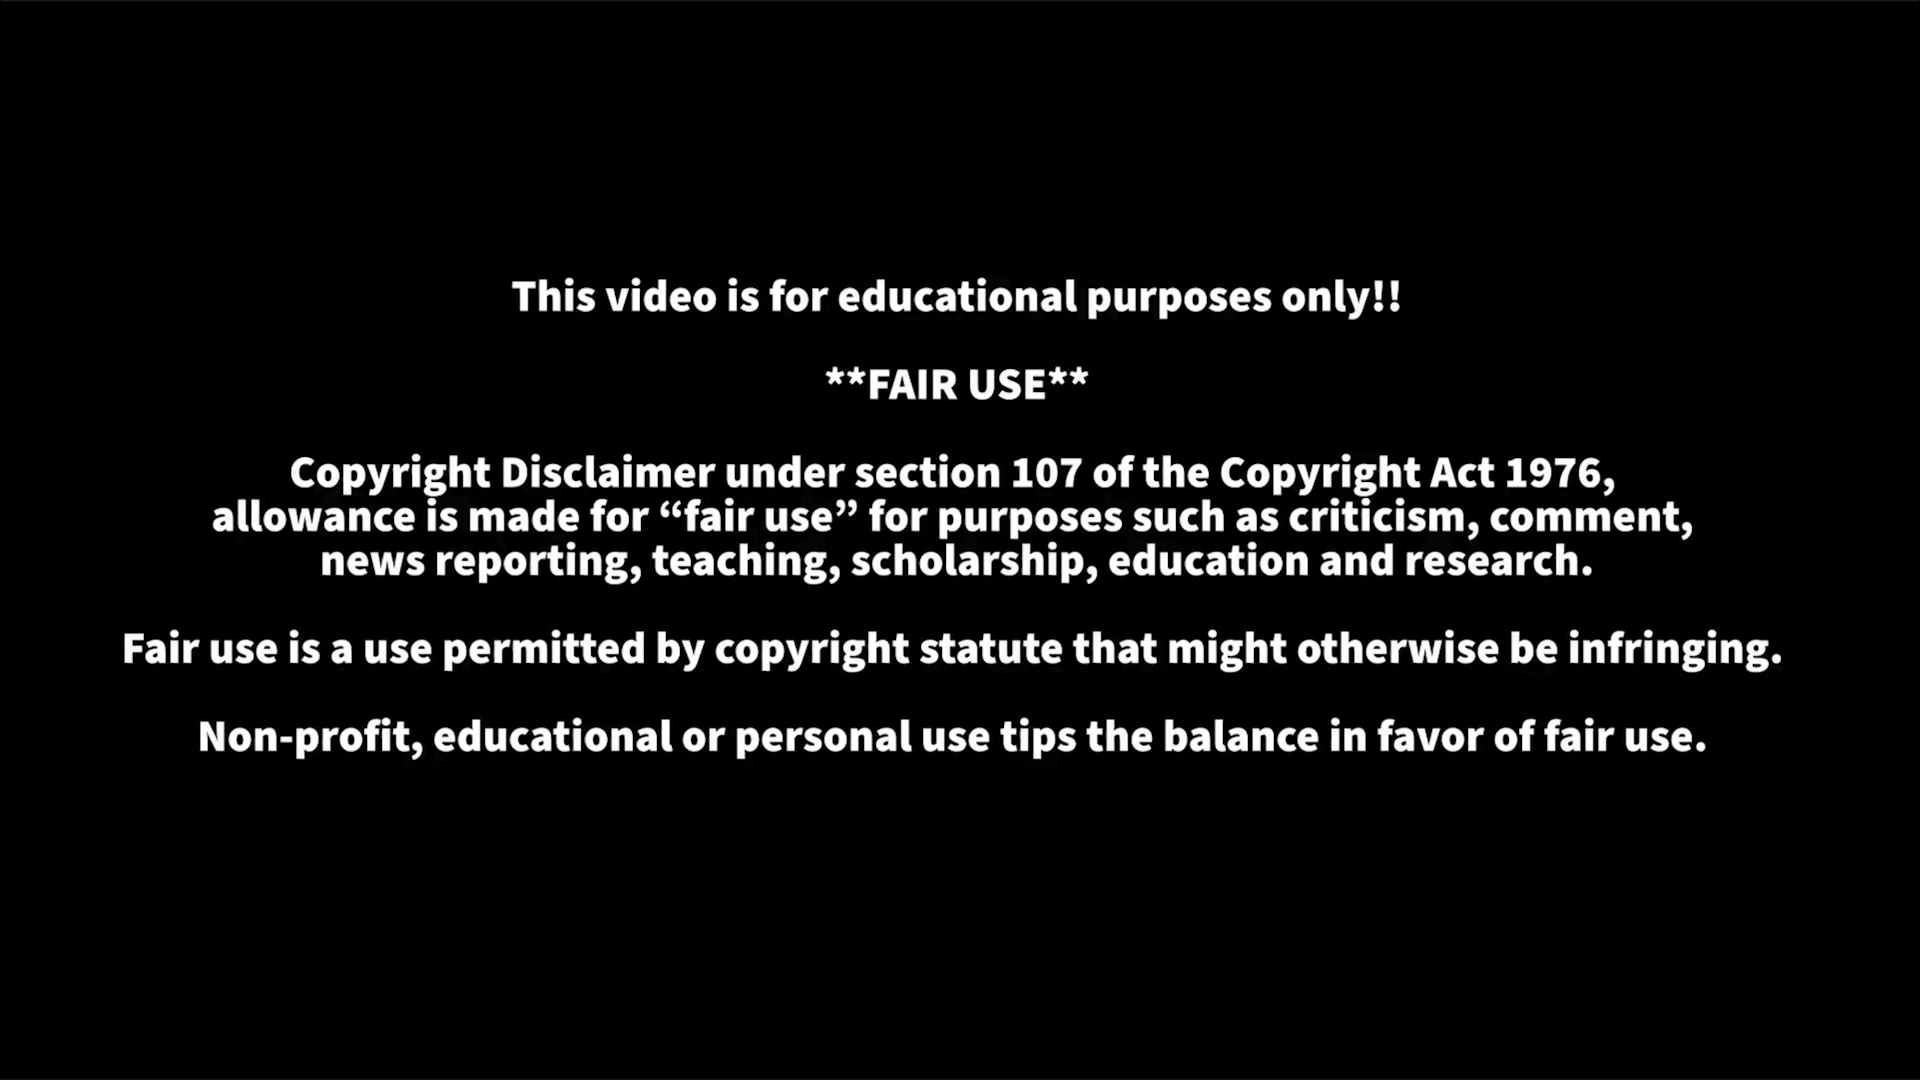 This video is for educational purposes only!!
**FAIR USE**
Copyright Disclaimer under section 107 of the Copyright Act 1976,
allowance is made for “fair use” for purposes such as criticism, comment,
news reporting, teaching, scholarship, education and research.
Fair use is a use permitted by copyright statute that might otherwise be infringing.
Non-profit, educational or personal use tips the balance in favor of fair use.